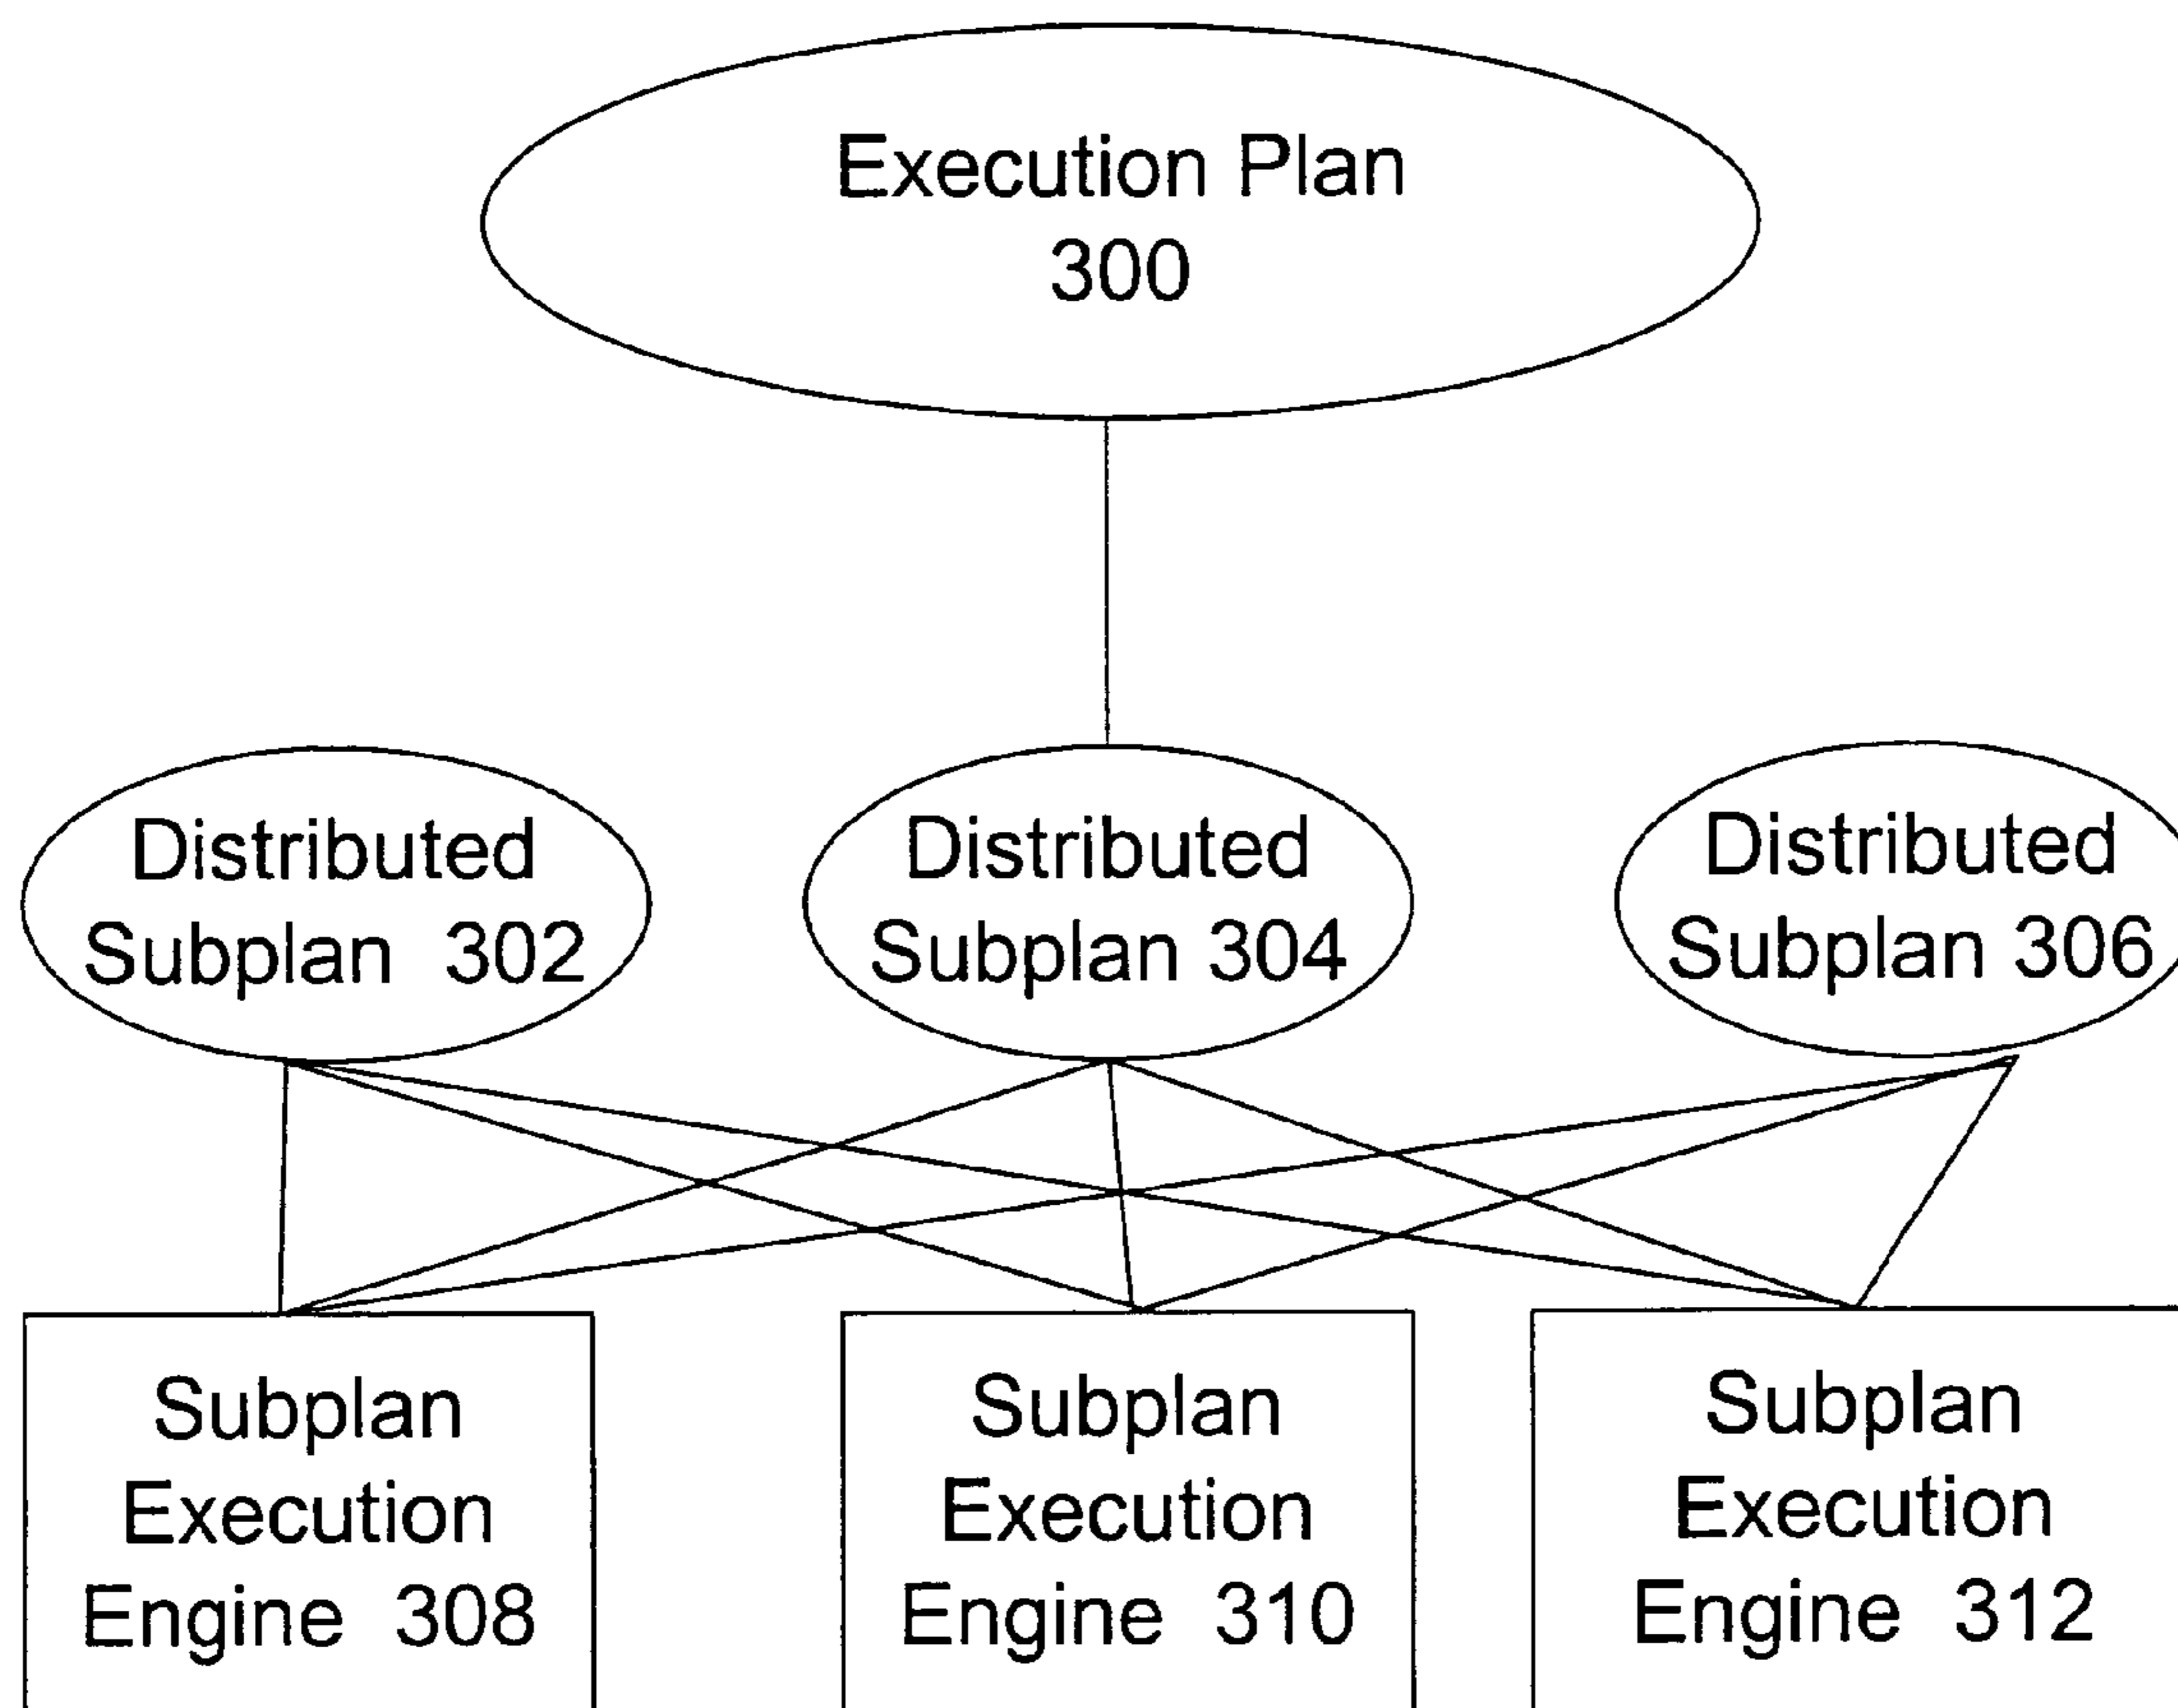 Execution Plan
300
Distributed
Subplan 302
Distributed
Subplan 304
Distributed
Subplan 306
Subplan
Execution
Engine 308
Subplan
Execution
Engine 310
Subplan
Execution
Engine 312